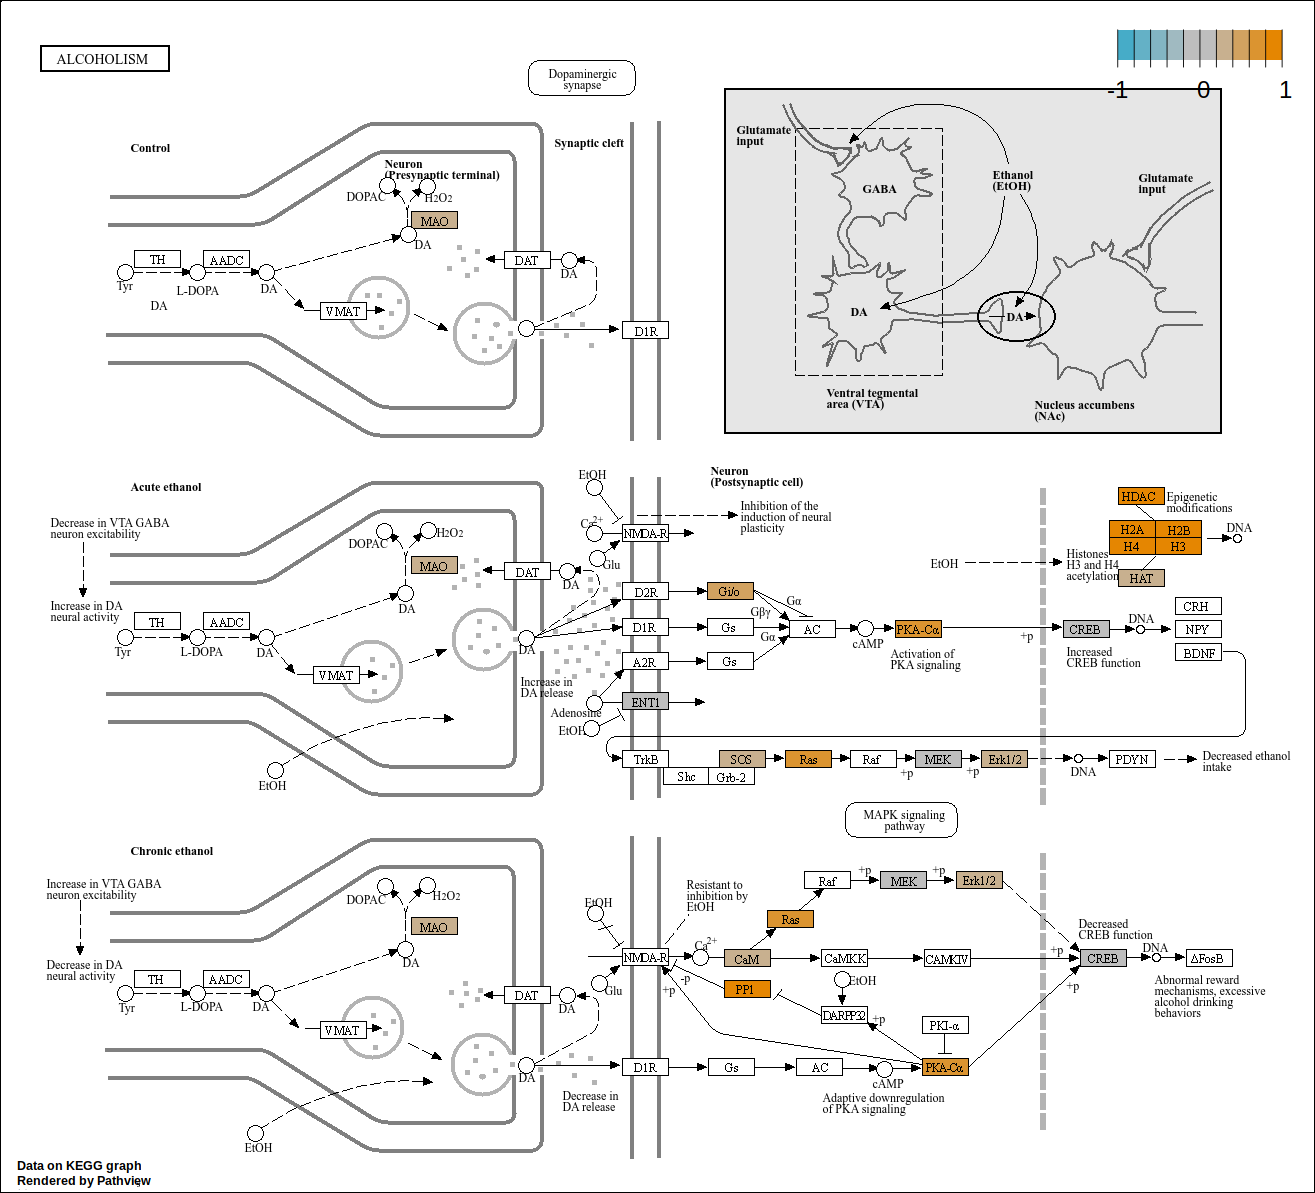 ALCOHOLISM
Dopaminergic
synapse
-1
0
1
Control
Neuron
(Presynaptic terminal)
Synaptic cleft
DOPAC
H2O2
MAO
DA
TH
AADC
Tyr
L-DOPA
DA
DA
VMAT
DAT
DA
D1R
Glutamate
input
GABA
Ethanol
(EtOH)
Glutamate
input
DA
DA
Ventral tegmental
area (VTA)
Nucleus accumbens
(NAc)
Acute ethanol
Decrease in VTA GABA
neuron excitability
Increase in DA
neural activity
DOPAC
H2O2
MAO
DA
TH
AADC
Tyr
L-DOPA
DA
VMAT
DAT
DA
DA
Increase in
DA release
EtOH
EtOH
Ca2+
NMDA-R
Glu
Neuron
(Postsynaptic cell)
Inhibition of the
induction of neural
plasticity
D2R
Gi/o
Gα
Gβγ
D1R
Gs
Gα
AC
cAMP
PKA-Cα
Activation of
PKA signaling
+p
A2R
Gs
Adenosine
ENT1
EtOH
HDAC
Epigenetic
modifications
H2A
H2B
H4
H3
DNA
EtOH
Histones
H3 and H4
acetylation
HAT
CREB
Increased
CREB function
DNA
CRH
NPY
BDNF
TrkB
Shc
Grb-2
SOS
Ras
Raf
+p
MEK
+p
Erk1/2
DNA
PDYN
Decreased ethanol
intake
MAPK signaling
pathway
Chronic ethanol
Increase in VTA GABA
neuron excitability
Decrease in DA
neural activity
DOPAC
H2O2
MAO
DA
TH
AADC
Tyr
L-DOPA
DA
VMAT
DAT
DA
DA
Decrease in
DA release
EtOH
EtOH
NMDA-R
Glu
Resistant to
inhibition by
EtOH
Ca2+
-p
+p
Raf
+p
MEK
+p
Erk1/2
Ras
CaM
CaMKK
CAMKIV
+p
PP1
EtOH
DARPP32
+p
PKI-α
D1R
Gs
AC
cAMP
PKA-Cα
Adaptive downregulation
of PKA signaling
+p
Decreased
CREB function
CREB
DNA
ΔFosB
Abnormal reward
mechanisms, excessive
alcohol drinking
behaviors
Data on KEGG graph
Rendered by Pathview